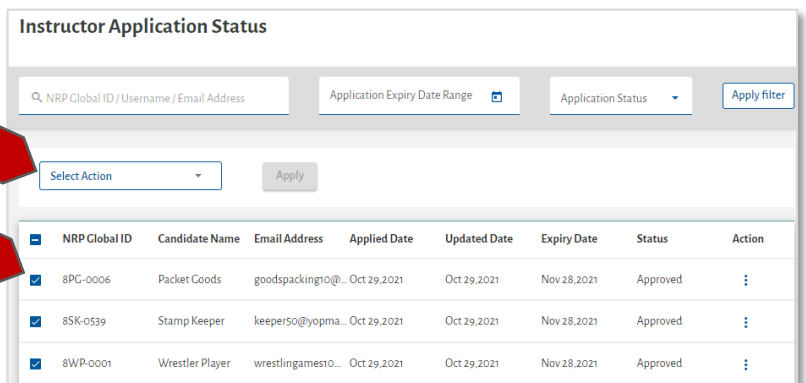 Instructor Application Status
NRP Global ID / Username / Email Address Application Expiry Date Range Application Status Apply filter
Select Action Apply
NRP Global ID Candidate Name Email Address Applied Date Updated Date Expiry Date Status Action
8PG-0006 Packet Goods goodspacking10@... Oct 29,2021 Oct 29,2021 Nov 28,2021 Approved
8SK-0539 Stamp Keeper keeper50@yopma... Oct 29,2021 Oct 29,2021 Nov 28,2021 Approved
8WP-0001 Wrestler Player wrestlingames10... Oct 29,2021 Oct 29,2021 Nov 28,2021 Approved